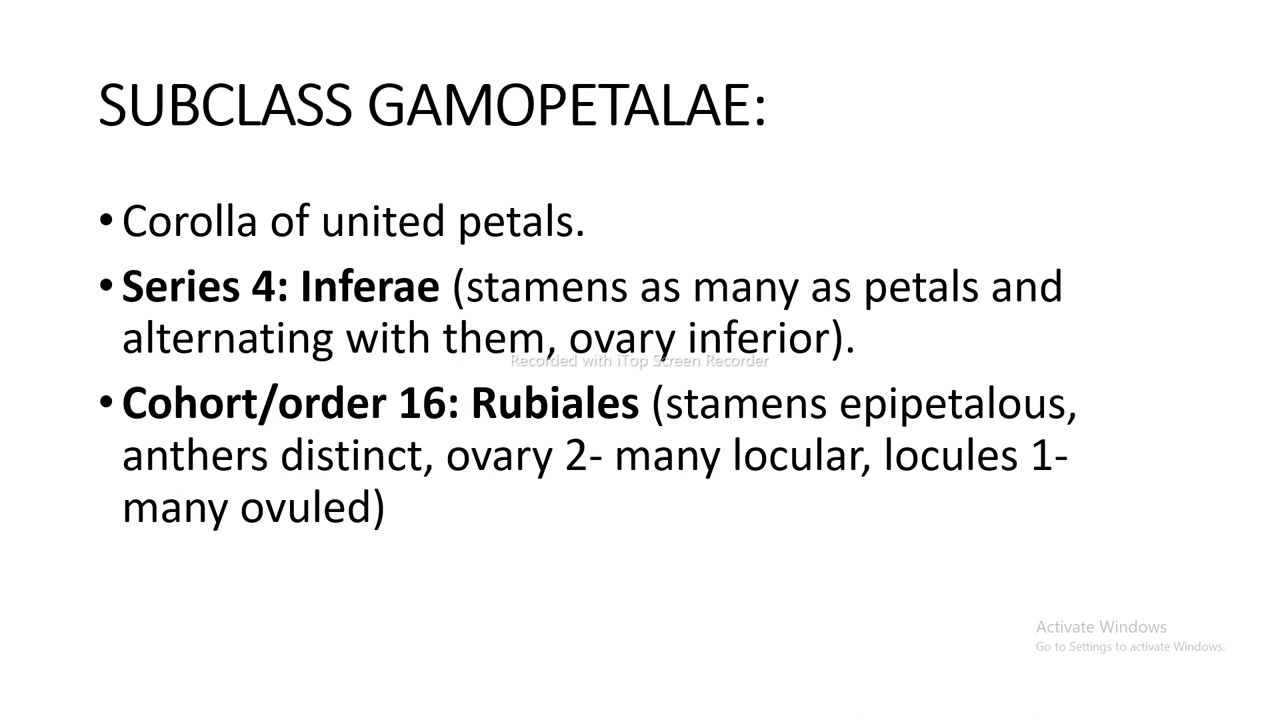 SUBCLASS GAMOPETALAE:
• Corolla of united petals.
• Series 4: Inferae (stamens as many as petals and
alternating with them, ovary inferior).
Recorded with iTop Screen Recorder
• Cohort/order 16: Rubiales (stamens epipetalous,
anthers distinct, ovary 2- many locular, locules 1-
many ovuled)
Activate Windows
Go to Settings to activate Windows.